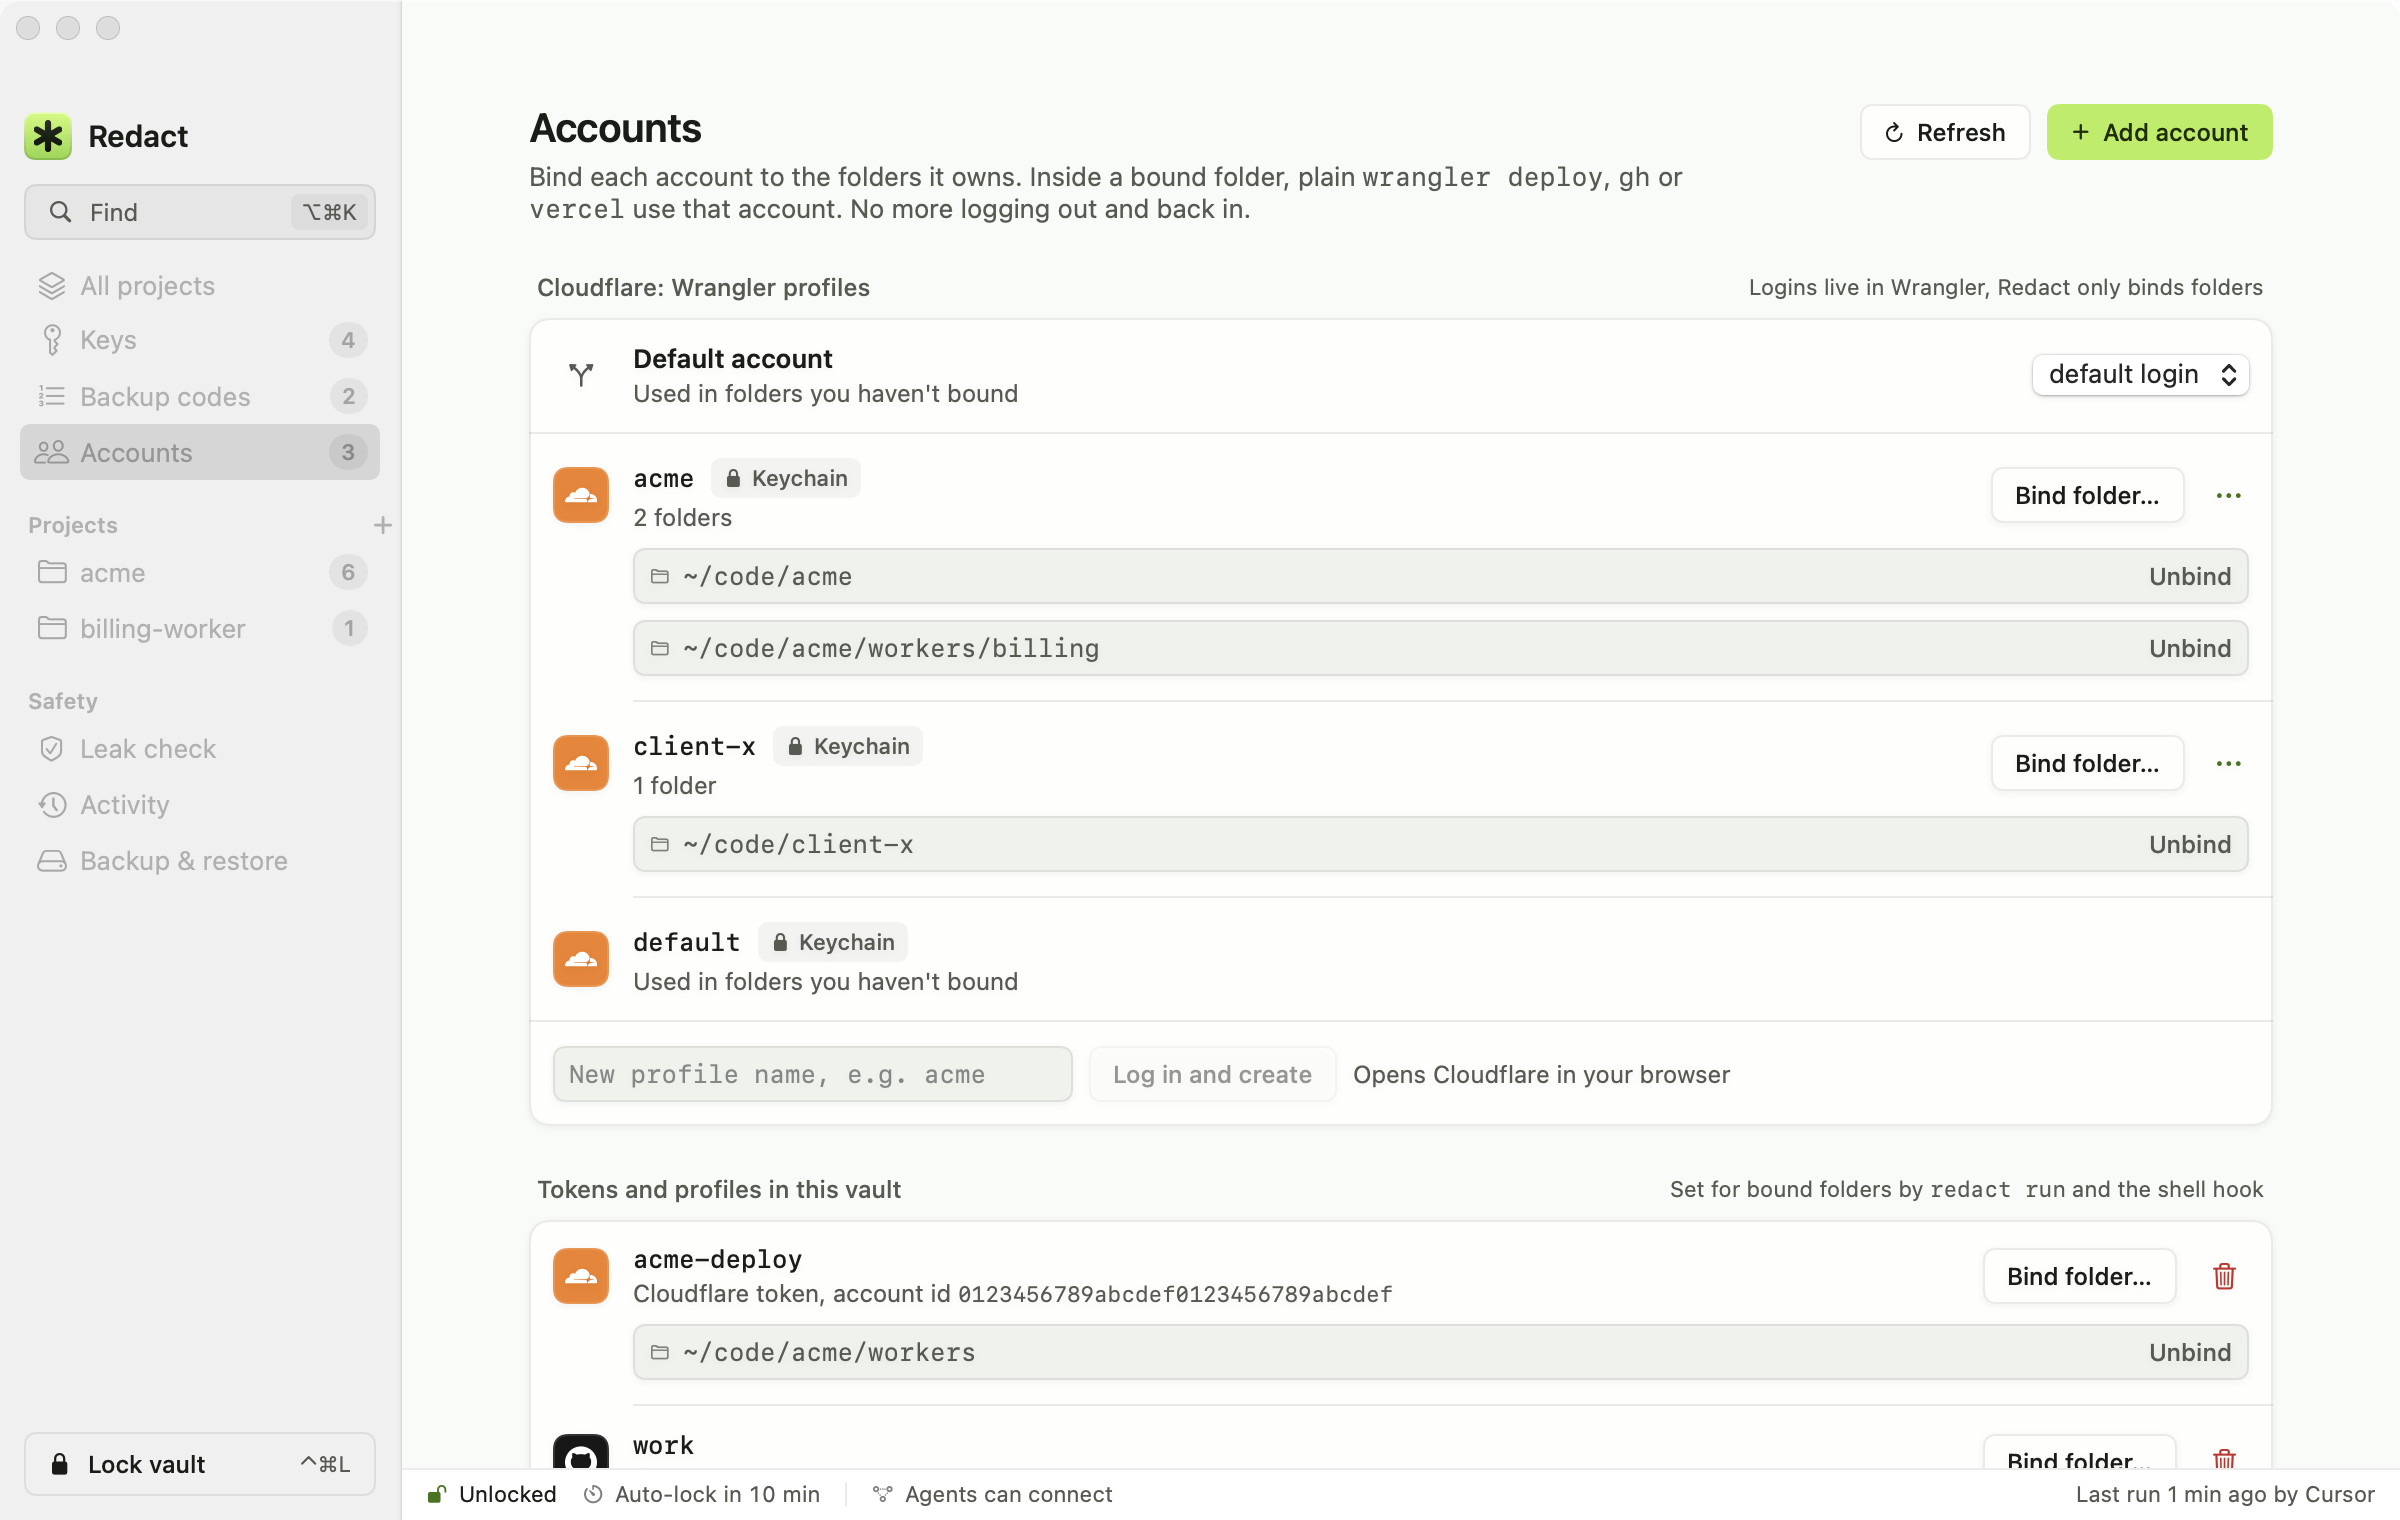 Redact
Find ⌥⌘K
All projects
Keys 4
Backup codes 2
Accounts 3
Projects +
acme 6
billing-worker 1
Safety
Leak check
Activity
Backup & restore
Lock vault ^⌘L
Accounts
Refresh
+ Add account
Bind each account to the folders it owns. Inside a bound folder, plain wrangler deploy, gh or
vercel use that account. No more logging out and back in.
Cloudflare: Wrangler profiles
Logins live in Wrangler, Redact only binds folders
Default account
Used in folders you haven't bound
default login
acme Keychain
2 folders
Bind folder... ···
~/code/acme Unbind
~/code/acme/workers/billing Unbind
client-x Keychain
1 folder
Bind folder... ···
~/code/client-x Unbind
default Keychain
Used in folders you haven't bound
New profile name, e.g. acme
Log in and create
Opens Cloudflare in your browser
Tokens and profiles in this vault
Set for bound folders by redact run and the shell hook
acme-deploy
Cloudflare token, account id 0123456789abcdef0123456789abcdef
Bind folder...
~/code/acme/workers Unbind
work
Bind folder...
Unlocked
Auto-lock in 10 min
Agents can connect
Last run 1 min ago by Cursor